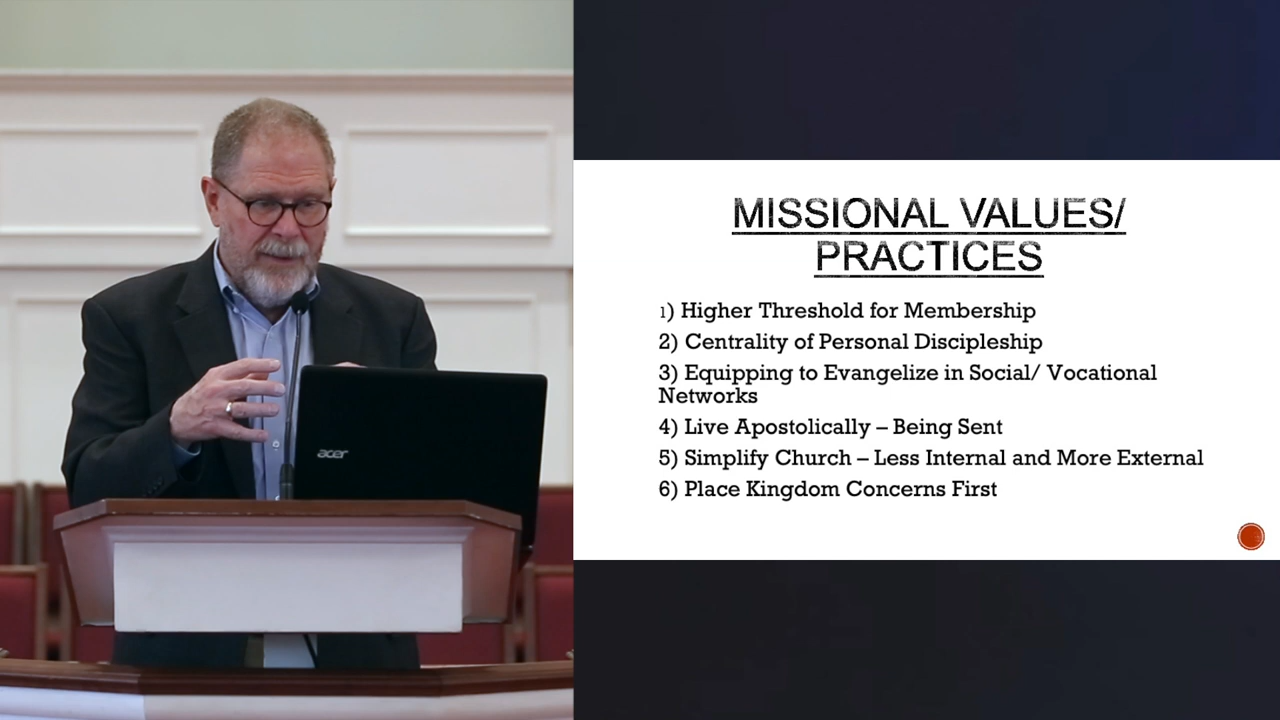 acer
MISSIONAL VALUES/
PRACTICES
1) Higher Threshold for Membership
2) Centrality of Personal Discipleship
3) Equipping to Evangelize in Social/ Vocational
Networks
4) Live Apostolically – Being Sent
5) Simplify Church – Less Internal and More External
6) Place Kingdom Concerns First